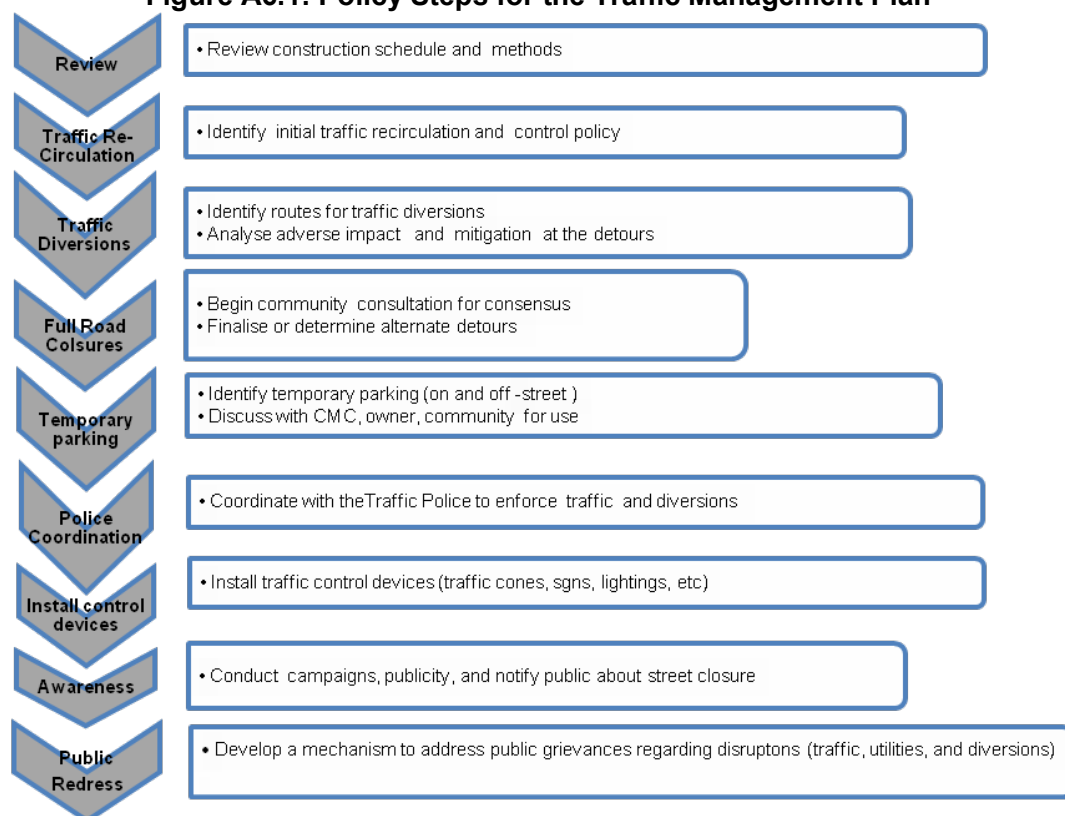 Figure Policy Steps for the Traffic Management Plan
Review
• Review construction schedule and methods
Traffic Re-
Circulation
• Identify initial traffic recirculation and control policy
Traffic
Diversions
• Identify routes for traffic diversions
• Analyse adverse impact and mitigation at the detours
Full Road
Colsures
• Begin community consultation for consensus
• Finalise or determine alternate detours
Temporary
parking
• Identify temporary parking (on and off -street )
• Discuss with CMC, owner, community for use
Police
Coordination
• Coordinate with theTraffic Police to enforce traffic and diversions
Install control
devices
• Install traffic control devices (traffic cones, sgns, lightings, etc)
Awareness
• Conduct campaigns, publicity, and notify public about street closure
Public
Redress
• Develop a mechanism to address public grievances regarding disruptons (traffic, utilities, and diversions)